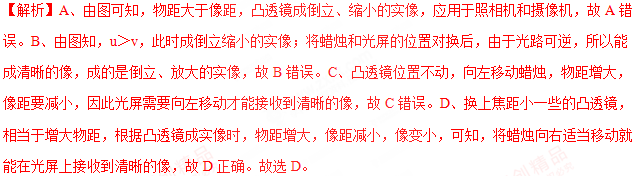 【解析】A、由图可知，物距大于像距，凸透镜成倒立、缩小的实像，应用于照相机和摄像机，故 A 错
误。B、由图知，u＞v，此时成倒立缩小的实像；将蜡烛和光屏的位置对换后，由于光路可逆，所以能
成清晰的像，成的是倒立、放大的实像，故 B 错误。C、凸透镜位置不动，向左移动蜡烛，物距增大，
像距要减小，因此光屏需要向左移动才能接收到清晰的像，故 C 错误。D、换上焦距小一些的凸透镜，
相当于增大物距，根据凸透镜成实像时，物距增大，像距减小，像变小，可知，将蜡烛向右适当移动就
能在光屏上接收到清晰的像，故 D 正确。故选 D。
创精品